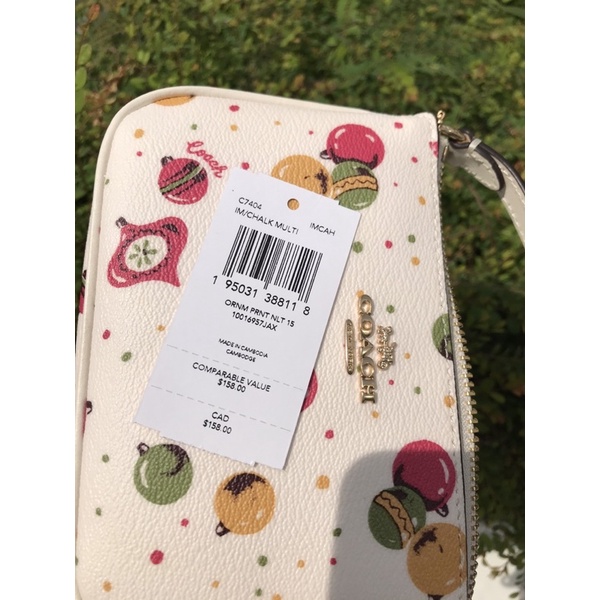 Coach
C7404
IM/CHALK MULTI IMCAH
1 95031 38811 8
ORNM PRNT NLT 15
10016957JAX
MADE IN CAMBODIA
CAMBODGE
COMPARABLE VALUE
$158.00
CAD
$158.00
COACH